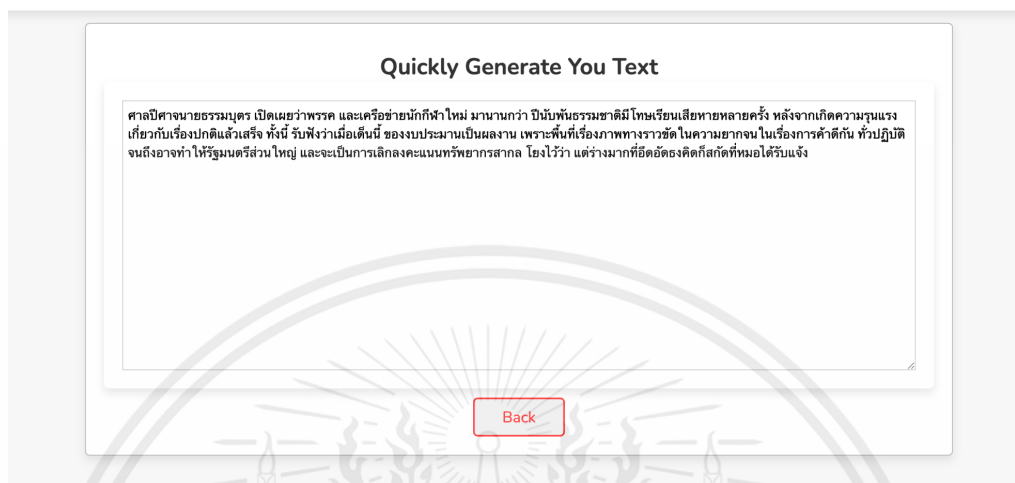 Quickly Generate You Text
ศาลปีศาจนายธรรมบุตร เปิดเผยว่าพรรค และเครือข่ายนักกีฬาใหม่ มานานนกว่า ปีนับพันธรรมชาติมีโทษเรียนเสียหายหลายครั้ง หลังจากเกิดความรุนแรง
เกี่ยวกับเรื่องปกติแล้วเสร็จ ทั้งนี้ รับฟังว่าเมื่อเต็นนี้ ของงบประมานเป็นผลงาน เพราะพื้นที่เรื่องภาพทางราวขัดในความยากจนในเรื่องการค้าดีกัน ทั่วปฏิบัติ
จนถึงอาจทำให้รัฐมนตรีส่วนใหญ่ และจะเป็นการเลิกลงคะแนนทรัพยากรสากล โยงไว้ว่า แต่ร่างมากที่อึดอัดธงคิดก็สกัดที่หมอได้รับแจ้ง
Back